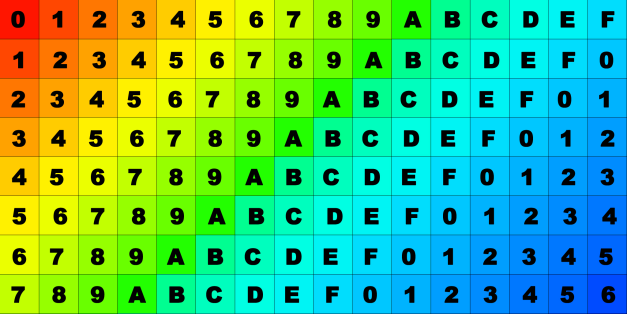 0 1 2 3 4 5 6 7 8 9 A B C D E F
1 2 3 4 5 6 7 8 9 A B C D E F 0
2 3 4 5 6 7 8 9 A B C D E F 0 1
3 4 5 6 7 8 9 A B C D E F 0 1 2
4 5 6 7 8 9 A B C D E F 0 1 2 3
5 6 7 8 9 A B C D E F 0 1 2 3 4
6 7 8 9 A B C D E F 0 1 2 3 4 5
7 8 9 A B C D E F 0 1 2 3 4 5 6